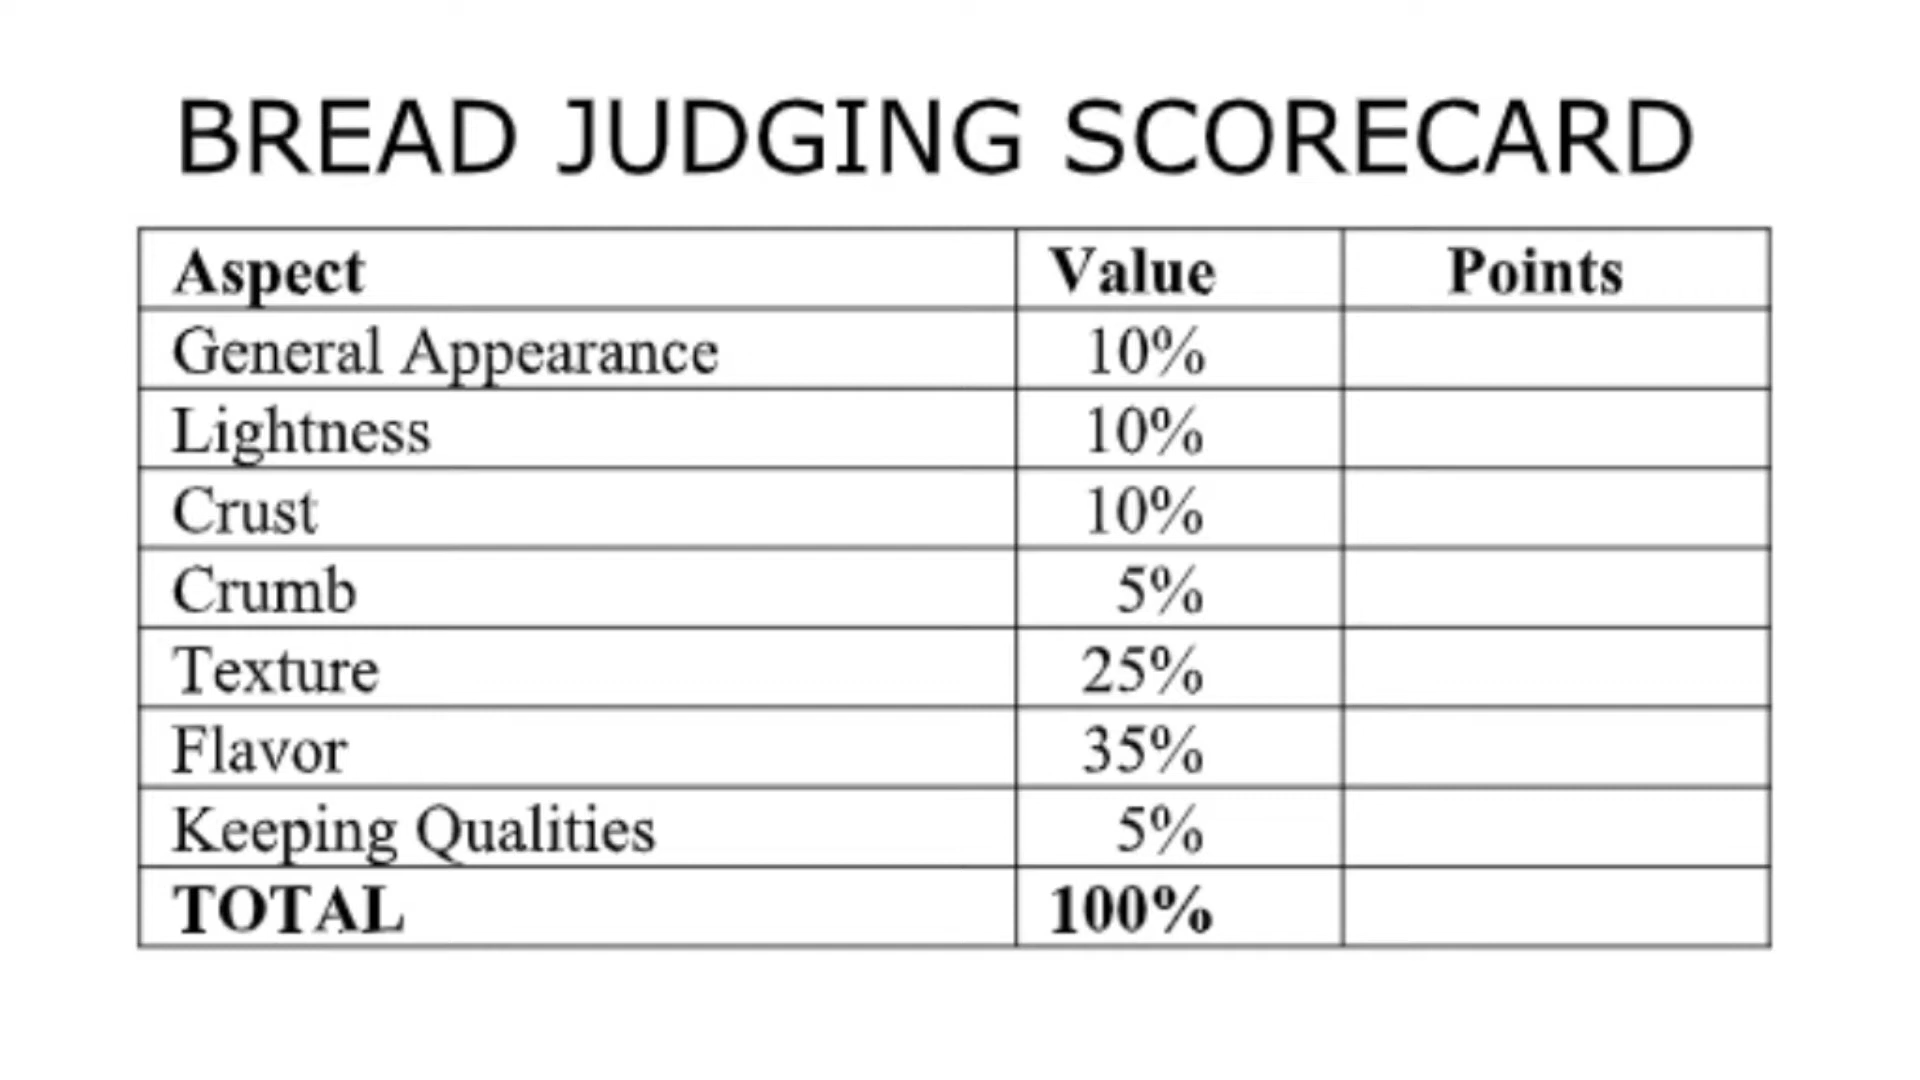 BREAD JUDGING SCORECARD
Aspect Value Points
General Appearance 10%
Lightness 10%
Crust 10%
Crumb 5%
Texture 25%
Flavor 35%
Keeping Qualities 5%
TOTAL 100%